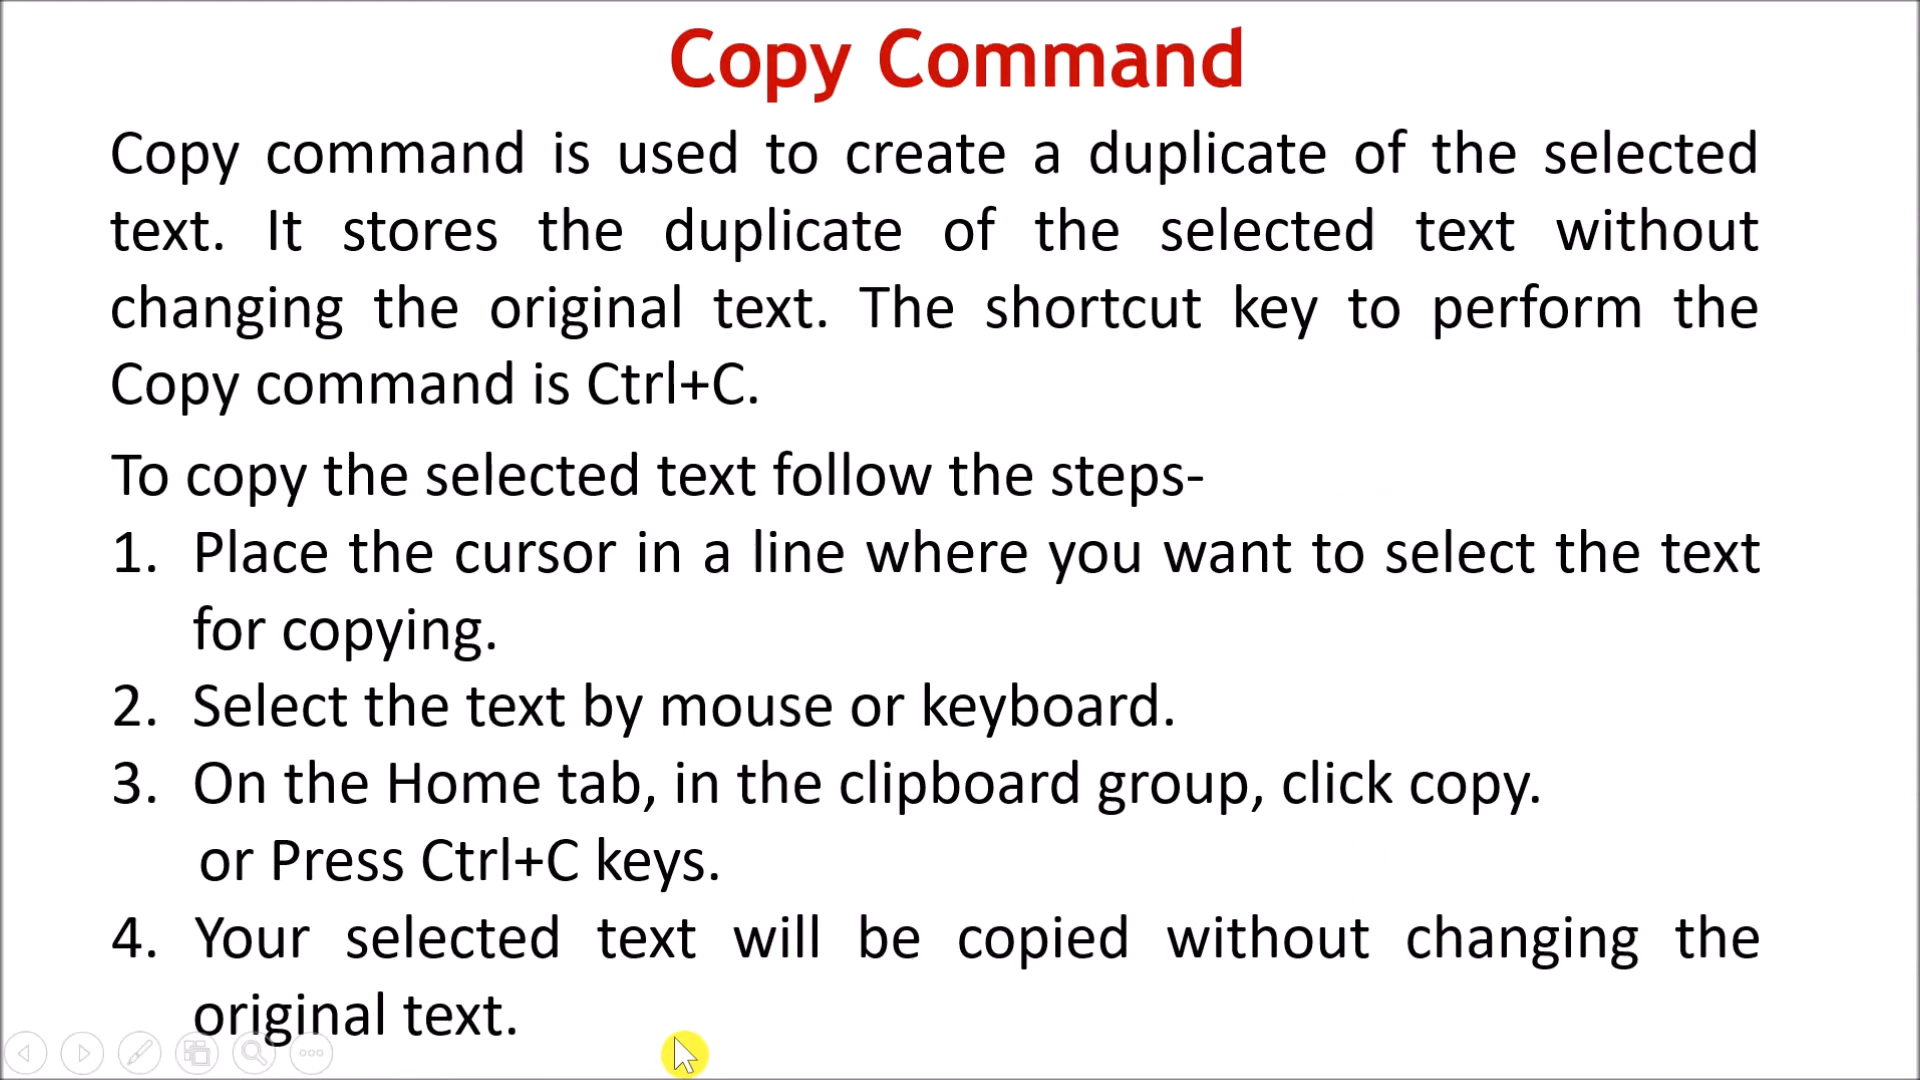 Copy Command
Copy command is used to create a duplicate of the selected
text. It stores the duplicate of the selected text without
changing the original text. The shortcut key to perform the
Copy command is Ctrl+C.
To copy the selected text follow the steps-
1. Place the cursor in a line where you want to select the text
for copying.
2. Select the text by mouse or keyboard.
3. On the Home tab, in the clipboard group, click copy.
or Press Ctrl+C keys.
4. Your selected text will be copied without changing the
original text.